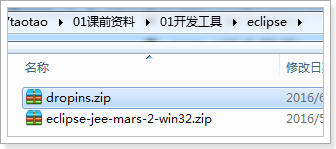 /taotao ▸ 01课前资料 ▸ 01开发工具 ▸ eclipse ▸
名称 修改日
dropins.zip 2016/6
eclipse-jee-mars-2-win32.zip 2016/5